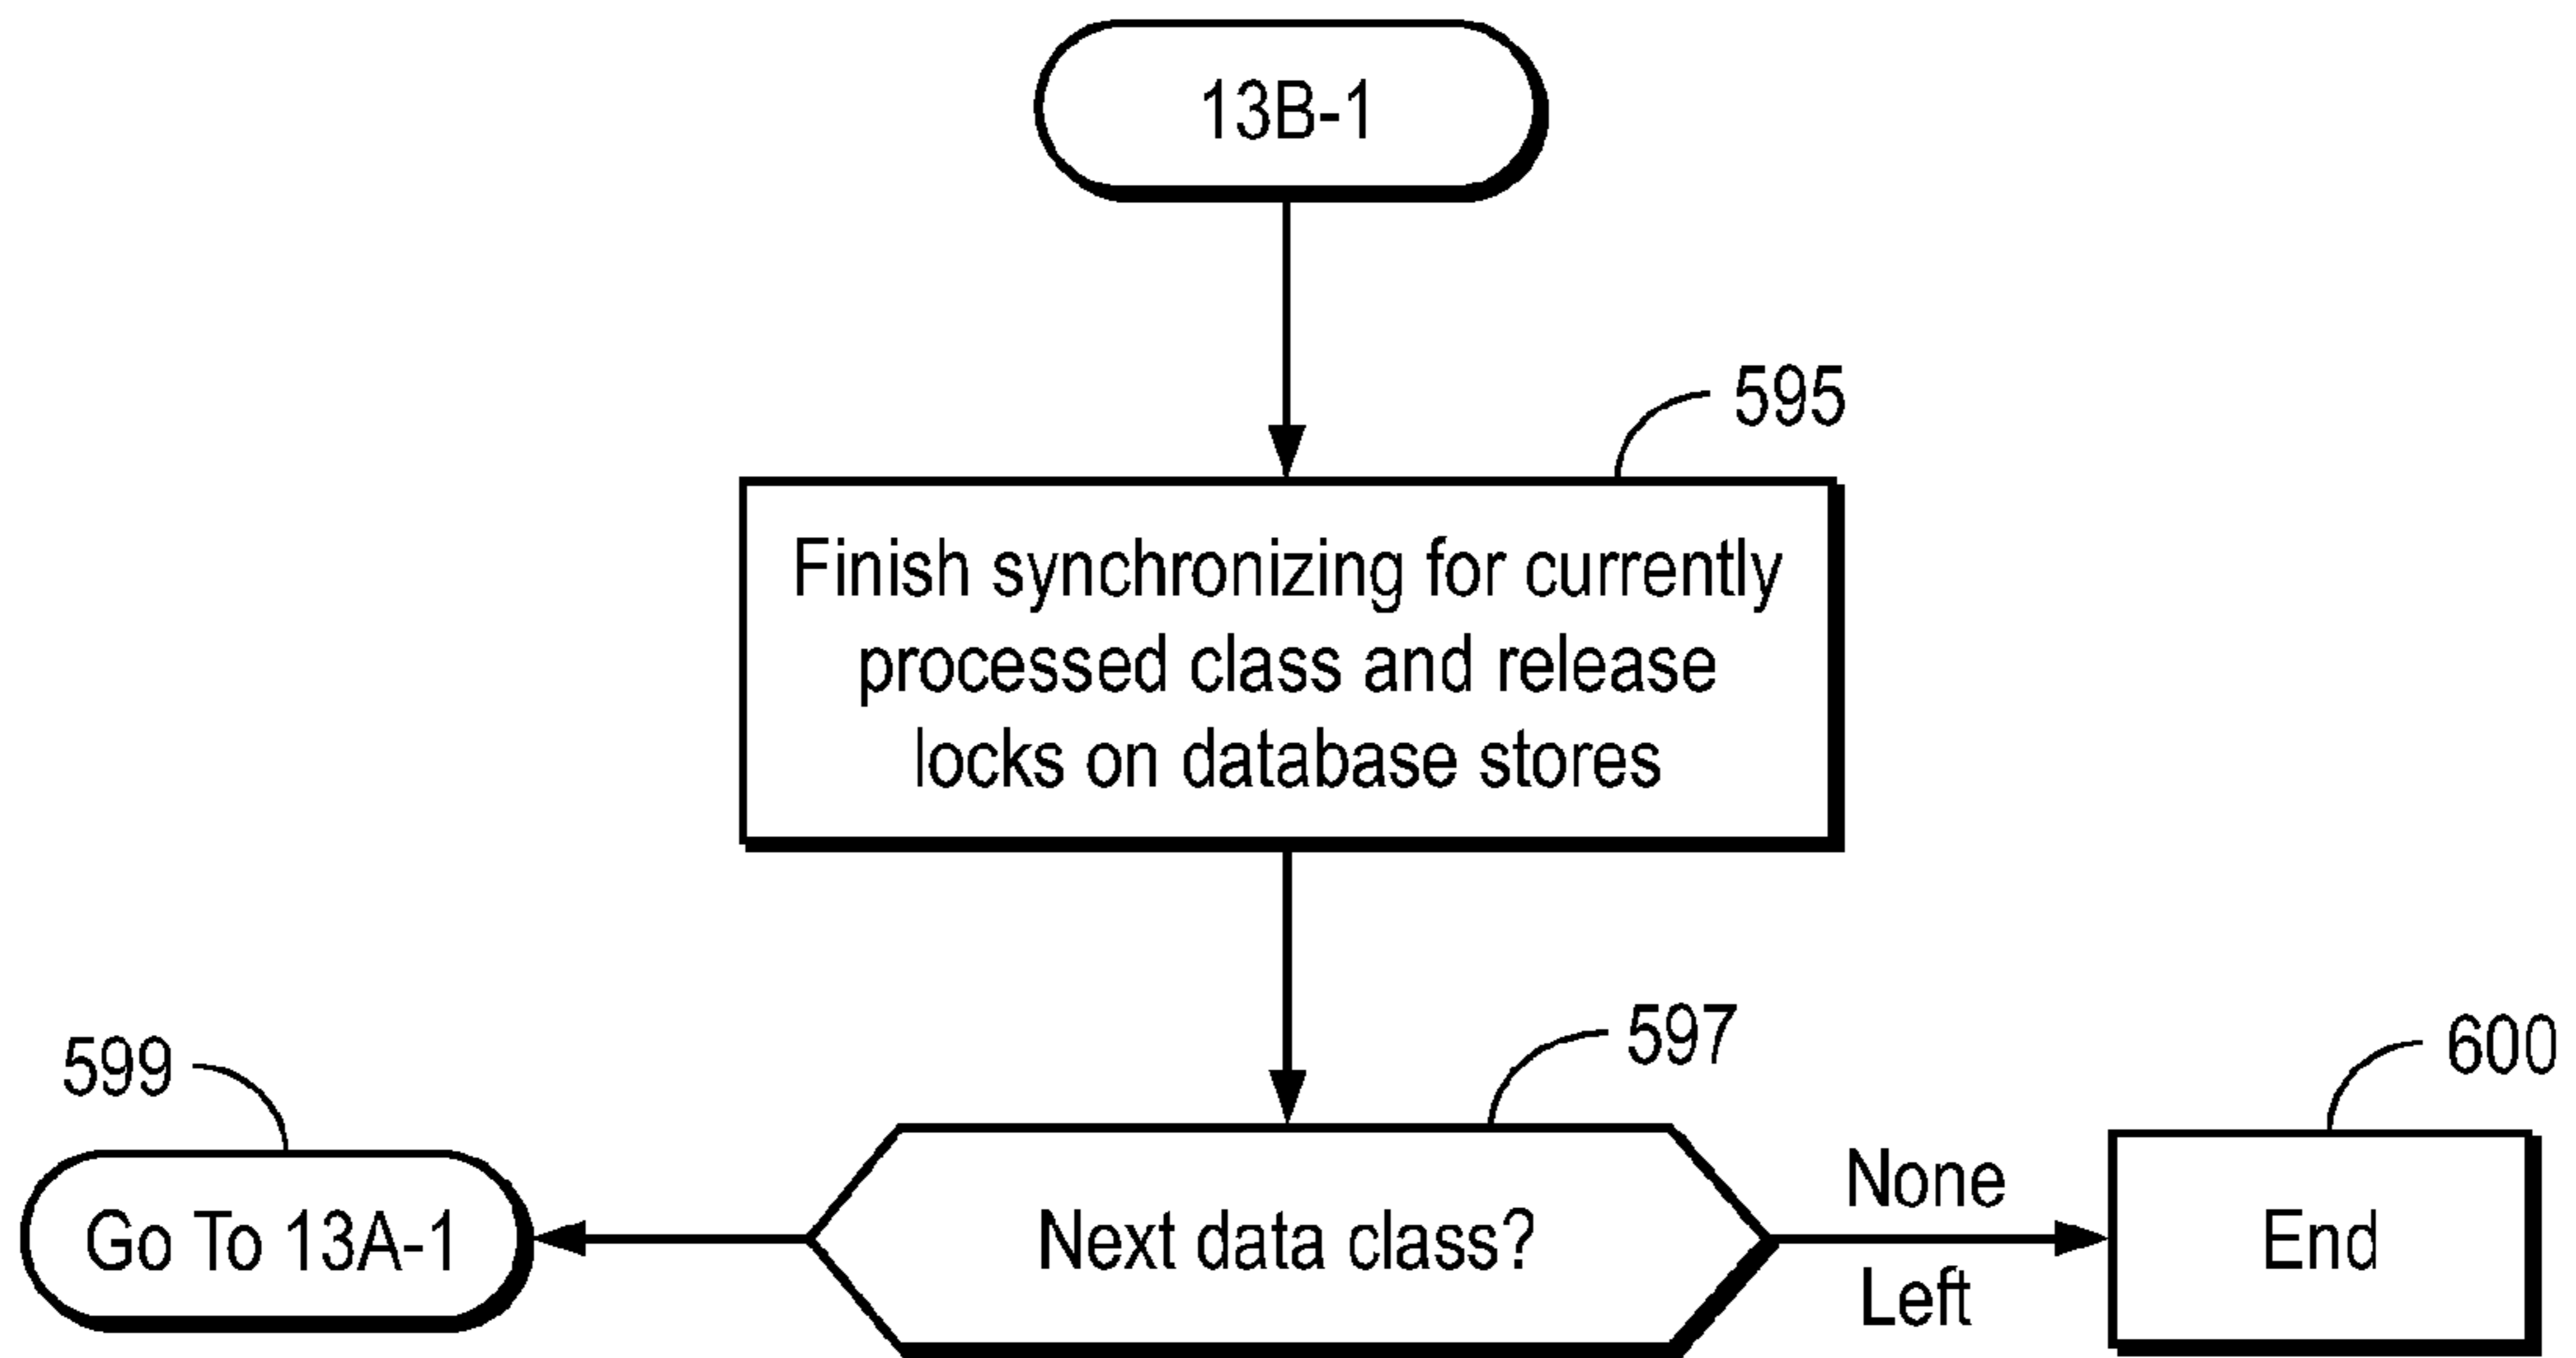 13B-1
595
Finish synchronizing for currently
processed class and release
locks on database stores
597
599
600
Go To 13A-1
Next data class?
None
Left
End